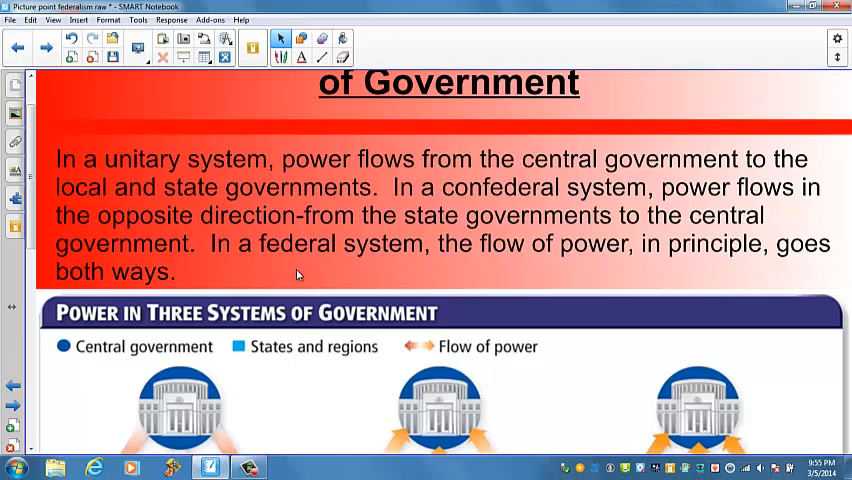 Picture point federalism raw * - SMART Notebook
File Edit View Insert Format Tools Response Add-ons Help
of Government
In a unitary system, power flows from the central government to the
local and state governments. In a confederal system, power flows in
the opposite direction-from the state governments to the central
government. In a federal system, the flow of power, in principle, goes
both ways.
POWER IN THREE SYSTEMS OF GOVERNMENT
Central government States and regions Flow of power
9:55 PM
3/5/2014